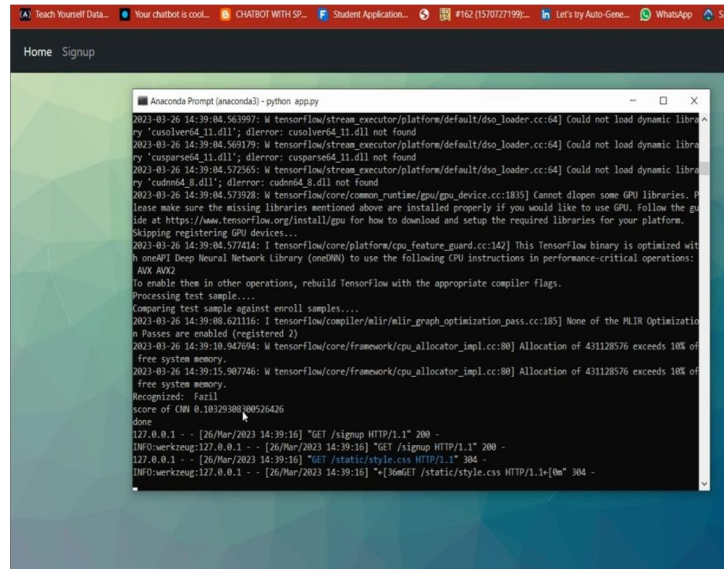 Teach Yourself Data... Your chatbot is cool... CHATBOT WITH SP... Student Application... #162 (1570727199):... Let's try Auto-Gene... WhatsApp
Home Signup
Anaconda Prompt (anaconda3) - python app.py
2023-03-26 14:39:04.563997: W tensorflow/stream_executor/platform/default/dso_loader.cc:64] Could not load dynamic libra
ry 'cusolver64_11.dll'; dlerror: cusolver64_11.dll not found
2023-03-26 14:39:04.569179: W tensorflow/stream_executor/platform/default/dso_loader.cc:64] Could not load dynamic libra
ry 'cusparse64_11.dll'; dlerror: cusparse64_11.dll not found
2023-03-26 14:39:04.572565: W tensorflow/stream_executor/platform/default/dso_loader.cc:64] Could not load dynamic libra
ry 'cudnn64_8.dll'; dlerror: cudnn64_8.dll not found
2023-03-26 14:39:04.573928: W tensorflow/core/common_runtime/gpu/gpu_device.cc:1835] Cannot dlopen some GPU libraries. P
lease make sure the missing libraries mentioned above are installed properly if you would like to use GPU. Follow the gu
ide at https://www.tensorflow.org/install/gpu for how to download and setup the required libraries for your platform.
Skipping registering GPU devices...
2023-03-26 14:39:04.577414: I tensorflow/core/platform/cpu_feature_guard.cc:142] This TensorFlow binary is optimized wit
h oneAPI Deep Neural Network Library (oneDNN) to use the following CPU instructions in performance-critical operations:
AVX AVX2
To enable them in other operations, rebuild TensorFlow with the appropriate compiler flags.
Processing test sample....
Comparing test sample against enroll samples....
2023-03-26 14:39:08.621116: I tensorflow/compiler/mlir/mlir_graph_optimization_pass.cc:185] None of the MLIR Optimizatio
n Passes are enabled (registered 2)
2023-03-26 14:39:10.947694: W tensorflow/core/framework/cpu_allocator_impl.cc:80] Allocation of 431128576 exceeds 10% of
free system memory.
2023-03-26 14:39:15.907746: W tensorflow/core/framework/cpu_allocator_impl.cc:80] Allocation of 431128576 exceeds 10% of
free system memory.
Recognized: Fazil
score of CNN 0.10329308300526426
done
127.0.0.1 - - [26/Mar/2023 14:39:16] "GET /signup HTTP/1.1" 200 -
INFO:werkzeug:127.0.0.1 - - [26/Mar/2023 14:39:16] "GET /signup HTTP/1.1" 200 -
127.0.0.1 - - [26/Mar/2023 14:39:16] "GET /static/style.css HTTP/1.1" 304 -
INFO:werkzeug:127.0.0.1 - - [26/Mar/2023 14:39:16] "←[36mGET /static/style.css HTTP/1.1←[0m" 304 -